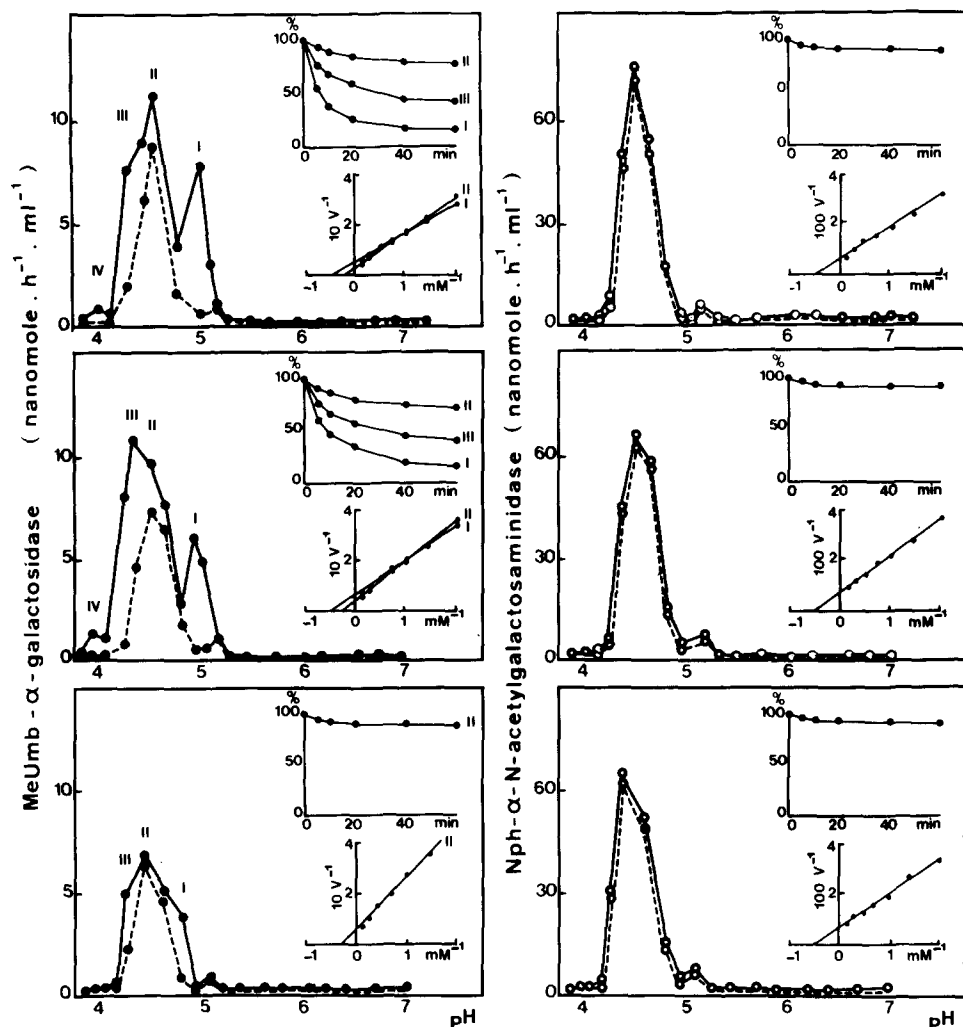 MeUmb-α-galactosidase (nanomole.h⁻¹.ml⁻¹)
10
5
0
4
5
6
7
IV
III
II
I
%
100
50
0
0
20
40
min
II
III
I
10 V⁻¹
4
2
-1
0
1
mM⁻¹
II
I
10
5
0
4
5
6
7
IV
III
II
I
%
100
50
0
0
20
40
min
II
III
I
10 V⁻¹
4
2
-1
0
1
mM⁻¹
II
I
10
5
0
4
5
6
7
pH
III
II
I
%
100
50
0
0
20
40
min
II
10 V⁻¹
4
2
-1
0
1
mM⁻¹
II
Nph-α-N-acetylgalactosaminidase (nanomole.h⁻¹.ml⁻¹)
60
30
0
4
5
6
7
%
100
0
0
20
40
min
100 V⁻¹
4
2
-1
0
1
mM⁻¹
60
30
0
4
5
6
7
%
100
50
0
0
20
40
min
100 V⁻¹
4
2
-1
0
1
mM⁻¹
60
30
0
4
5
6
7
pH
%
100
50
0
0
20
40
min
100 V⁻¹
4
2
-1
0
1
mM⁻¹